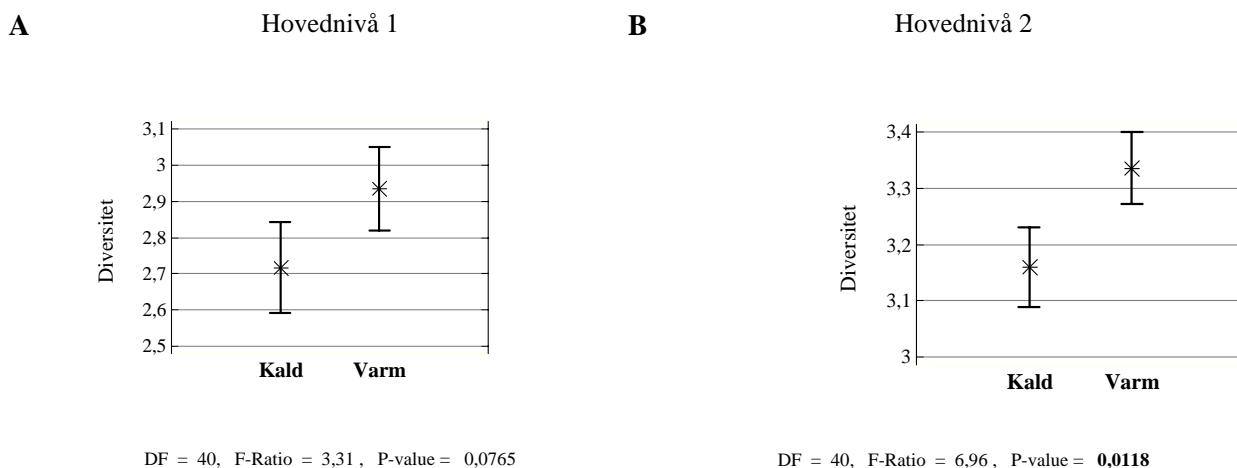 A
Hovednivå 1
3,1
3
2,9
2,8
2,7
2,6
2,5
Diversitet
Kald Varm
DF = 40, F-Ratio = 3,31 , P-value = 0,0765
B
Hovednivå 2
3,4
3,3
3,2
3,1
3
Diversitet
Kald Varm
DF = 40, F-Ratio = 6,96 , P-value = 0,0118